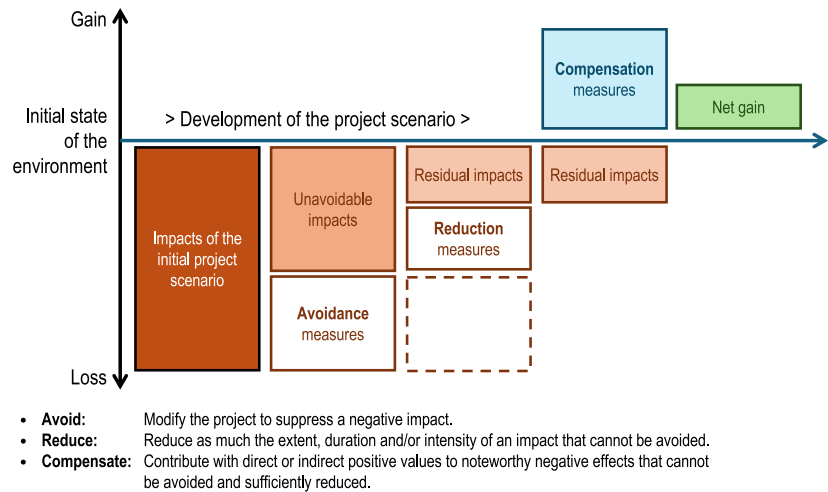 Gain
Initial state
of the
environment
> Development of the project scenario >
Compensation
measures
Net gain
Impacts of the
initial project
scenario
Unavoidable
impacts
Avoidance
measures
Residual impacts
Reduction
measures
Residual impacts
Loss
• Avoid: Modify the project to suppress a negative impact.
• Reduce: Reduce as much the extent, duration and/or intensity of an impact that cannot be avoided.
• Compensate: Contribute with direct or indirect positive values to noteworthy negative effects that cannot
be avoided and sufficiently reduced.